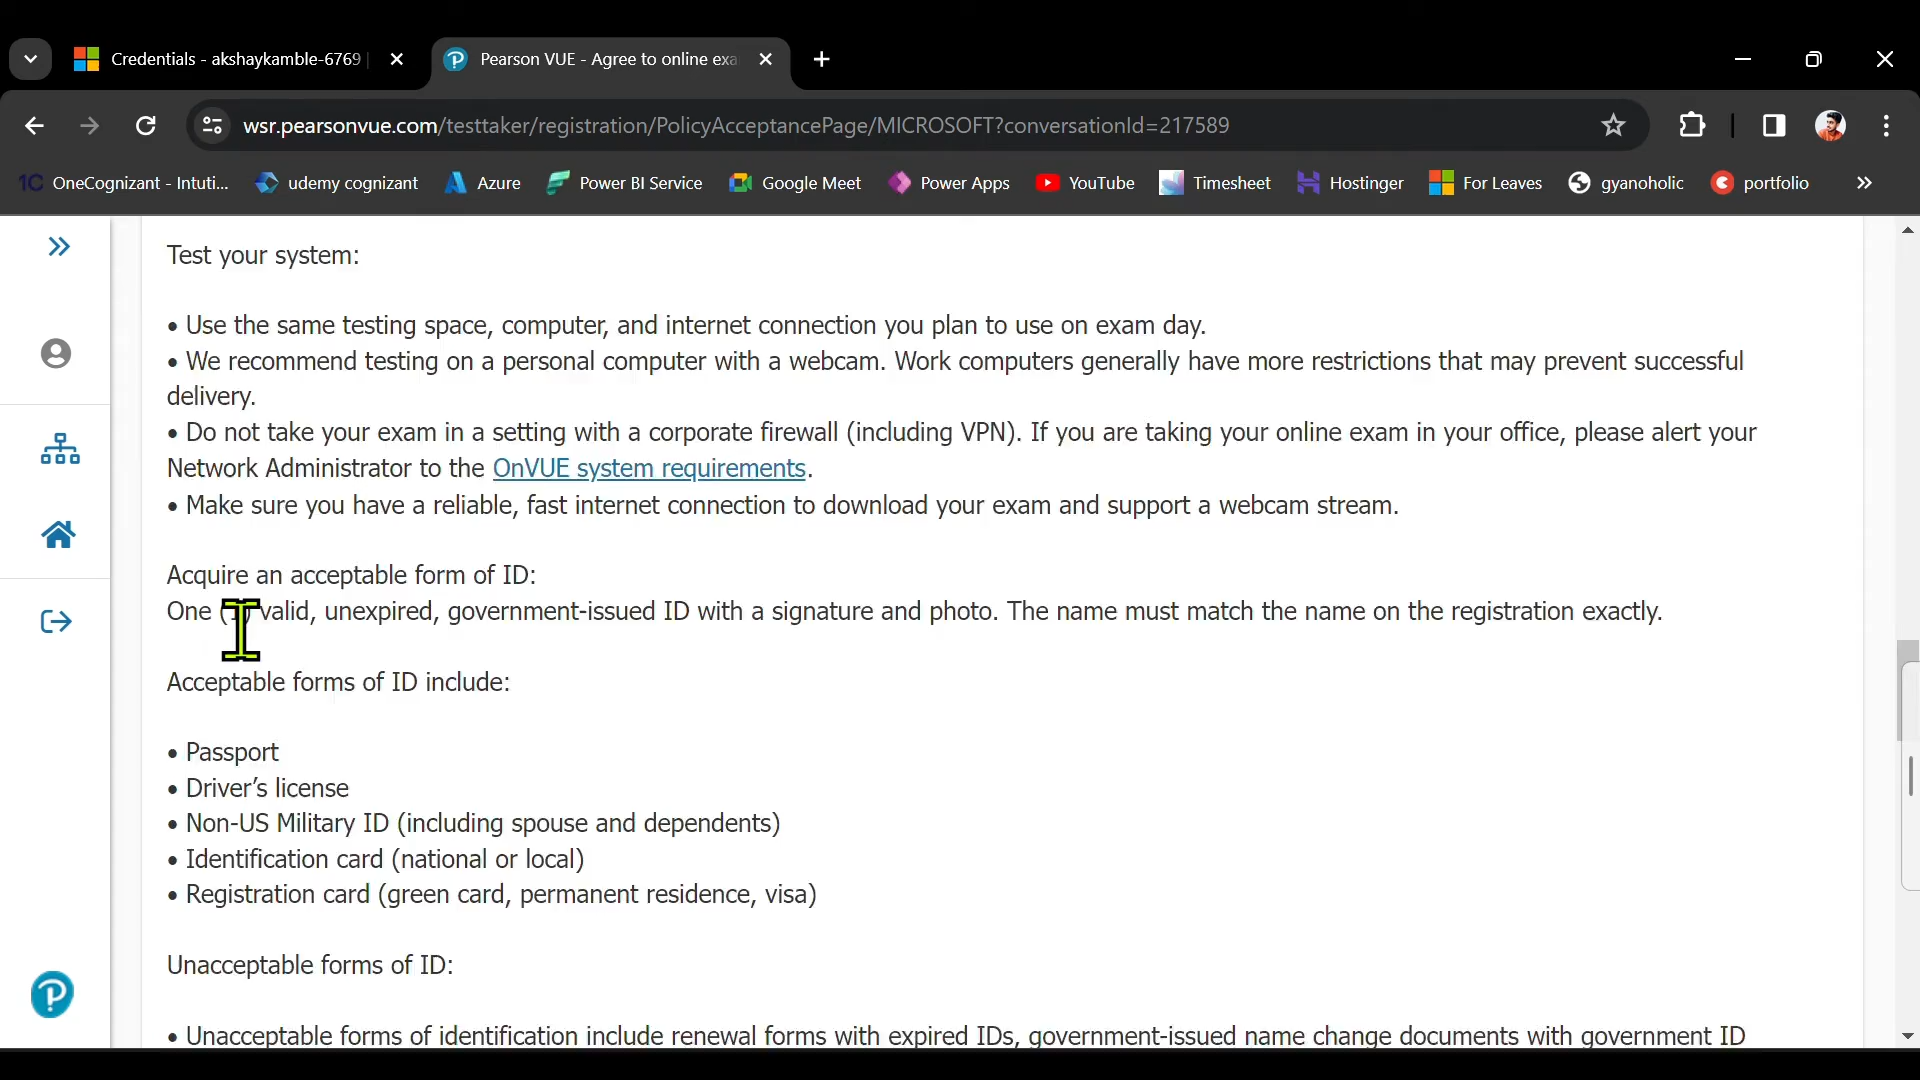 Credentials - akshaykamble-6769
Pearson VUE - Agree to online exa
wsr.pearsonvue.com/testtaker/registration/PolicyAcceptancePage/MICROSOFT?conversationId=217589
1C OneCognizant - Intuti...
udemy cognizant
Azure
Power BI Service
Google Meet
Power Apps
YouTube
Timesheet
Hostinger
For Leaves
gyanoholic
portfolio
Test your system:
• Use the same testing space, computer, and internet connection you plan to use on exam day.
• We recommend testing on a personal computer with a webcam. Work computers generally have more restrictions that may prevent successful
delivery.
• Do not take your exam in a setting with a corporate firewall (including VPN). If you are taking your online exam in your office, please alert your
Network Administrator to the OnVUE system requirements.
• Make sure you have a reliable, fast internet connection to download your exam and support a webcam stream.
Acquire an acceptable form of ID:
One (1) valid, unexpired, government-issued ID with a signature and photo. The name must match the name on the registration exactly.
Acceptable forms of ID include:
• Passport
• Driver’s license
• Non-US Military ID (including spouse and dependents)
• Identification card (national or local)
• Registration card (green card, permanent residence, visa)
Unacceptable forms of ID:
• Unacceptable forms of identification include renewal forms with expired IDs, government-issued name change documents with government ID